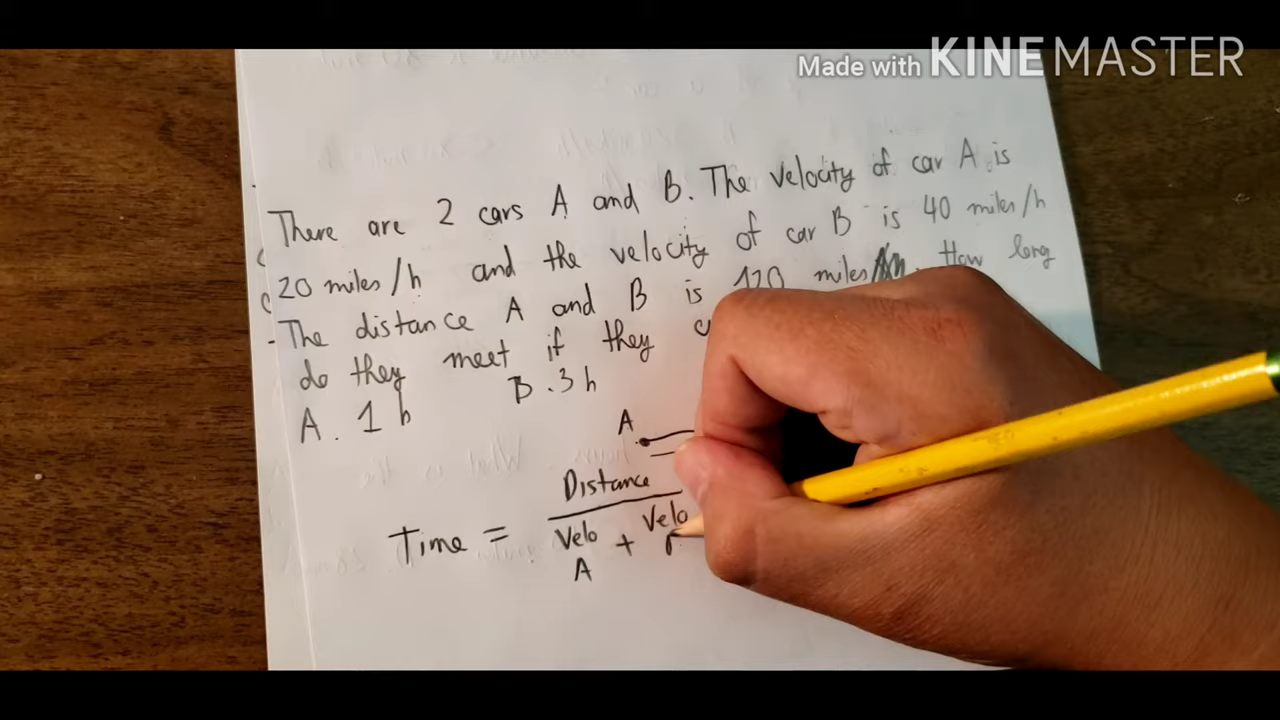 Made with KINEMASTER
There are 2 cars A and B. The velocity of car A is
20 miles/h and the velocity of car B is 40 miles/h
The distance A and B is 120 miles. How long
do they meet if they
A. 1 h B. 3 h
A
Distance
Time = Velo + Velo
A